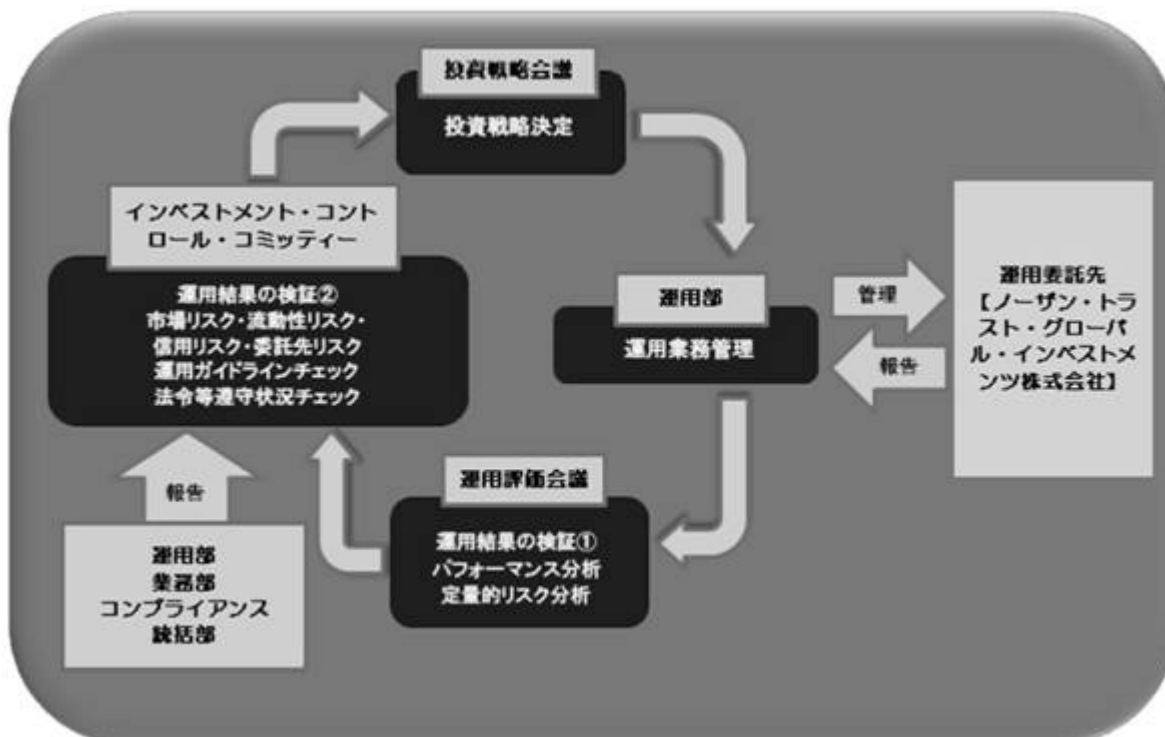 投資戦略会議
投資戦略決定
インベストメント・コント
ロール・コミッティー
運用結果の検証②
市場リスク・流動性リスク・
信用リスク・委託先リスク
運用ガイドラインチェック
法令等遵守状況チェック
運用部
運用業務管理
管理
報告
運用委託先
【ノーザン・トラ
スト・グローバ
ル・インベストメ
ンツ株式会社】
運用評価会議
運用結果の検証①
パフォーマンス分析
定量的リスク分析
報告
運用部
業務部
コンプライアンス
統括部